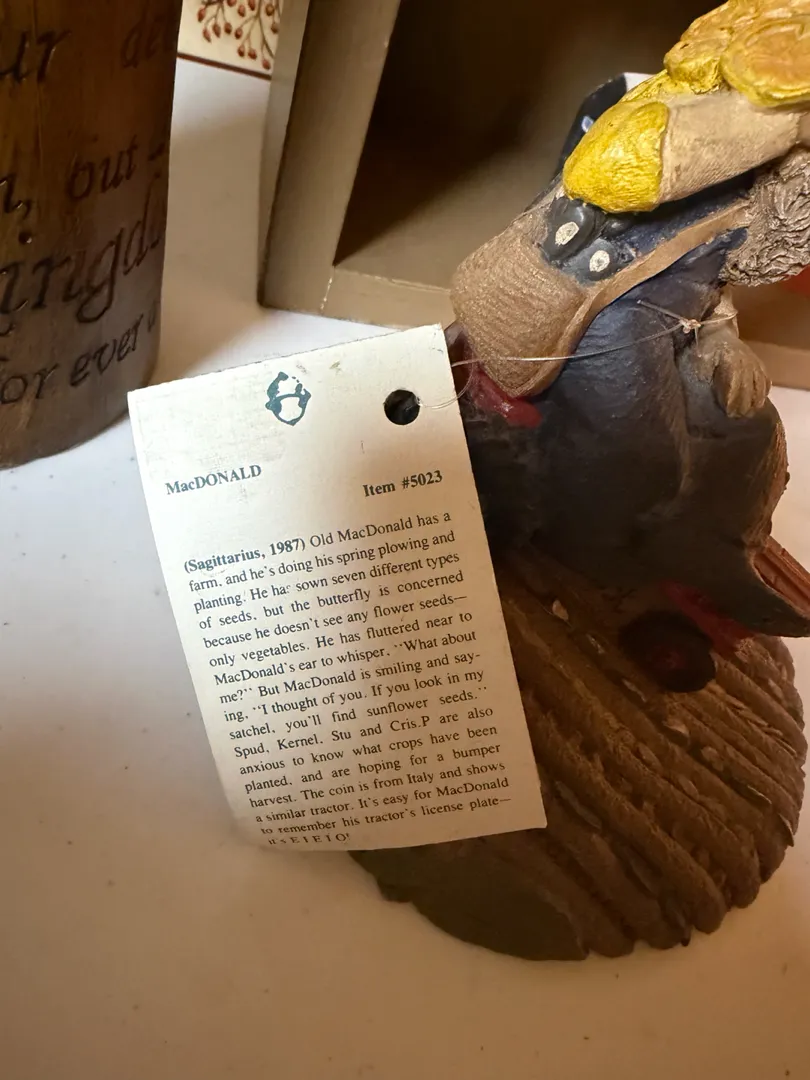 out-
for ever
MacDONALD
Item #5023
(Sagittarius, 1987) Old MacDonald has a
farm, and he's doing his spring plowing and
planting. He has sown seven different types
of seeds, but the butterfly is concerned
because he doesn't see any flower seeds—
only vegetables. He has fluttered near to
MacDonald's ear to whisper, "What about
me?" But MacDonald is smiling and say-
ing, "I thought of you. If you look in my
satchel, you'll find sunflower seeds."
Spud, Kernel, Stu and Cris.P are also
anxious to know what crops have been
planted, and are hoping for a bumper
harvest. The coin is from Italy and shows
a similar tractor. It's easy for MacDonald
to remember his tractor's license plate—
it's E I E I O!